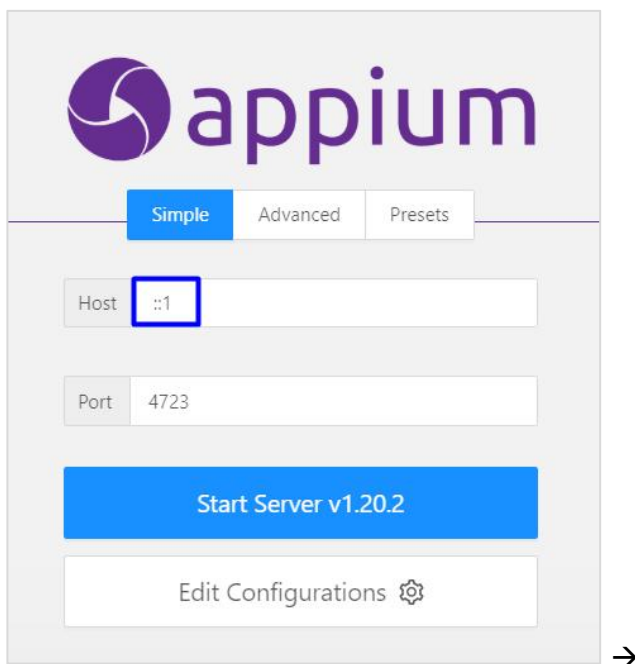 appium
Simple Advanced Presets
Host ::1
Port 4723
Start Server v1.20.2
Edit Configurations
→